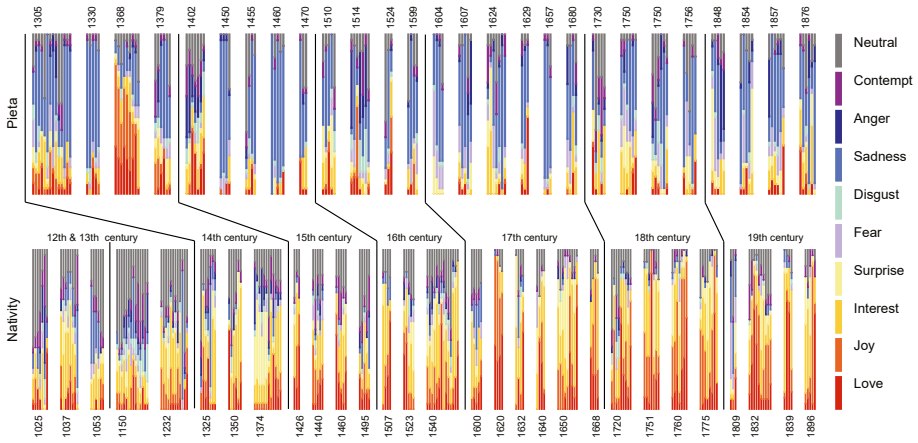 1305 1330 1368 1379 1402 1450 1455 1460 1470 1510 1514 1524 1599 1604 1607 1624 1629 1657 1680 1730 1750 1750 1756 1848 1854 1857 1876
Pieta
12th & 13th century 14th century 15th century 16th century 17th century 18th century 19th century
Nativity
1025 1037 1053 1150 1232 1325 1350 1374 1426 1440 1460 1495 1507 1523 1540 1600 1620 1632 1640 1650 1668 1720 1751 1760 1775 1809 1832 1839 1896
Neutral
Contempt
Anger
Sadness
Disgust
Fear
Surprise
Interest
Joy
Love